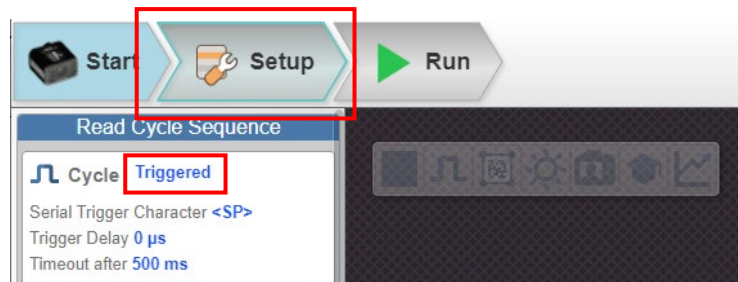 Start Setup Run
Read Cycle Sequence
Cycle Triggered
Serial Trigger Character <SP>
Trigger Delay 0 µs
Timeout after 500 ms